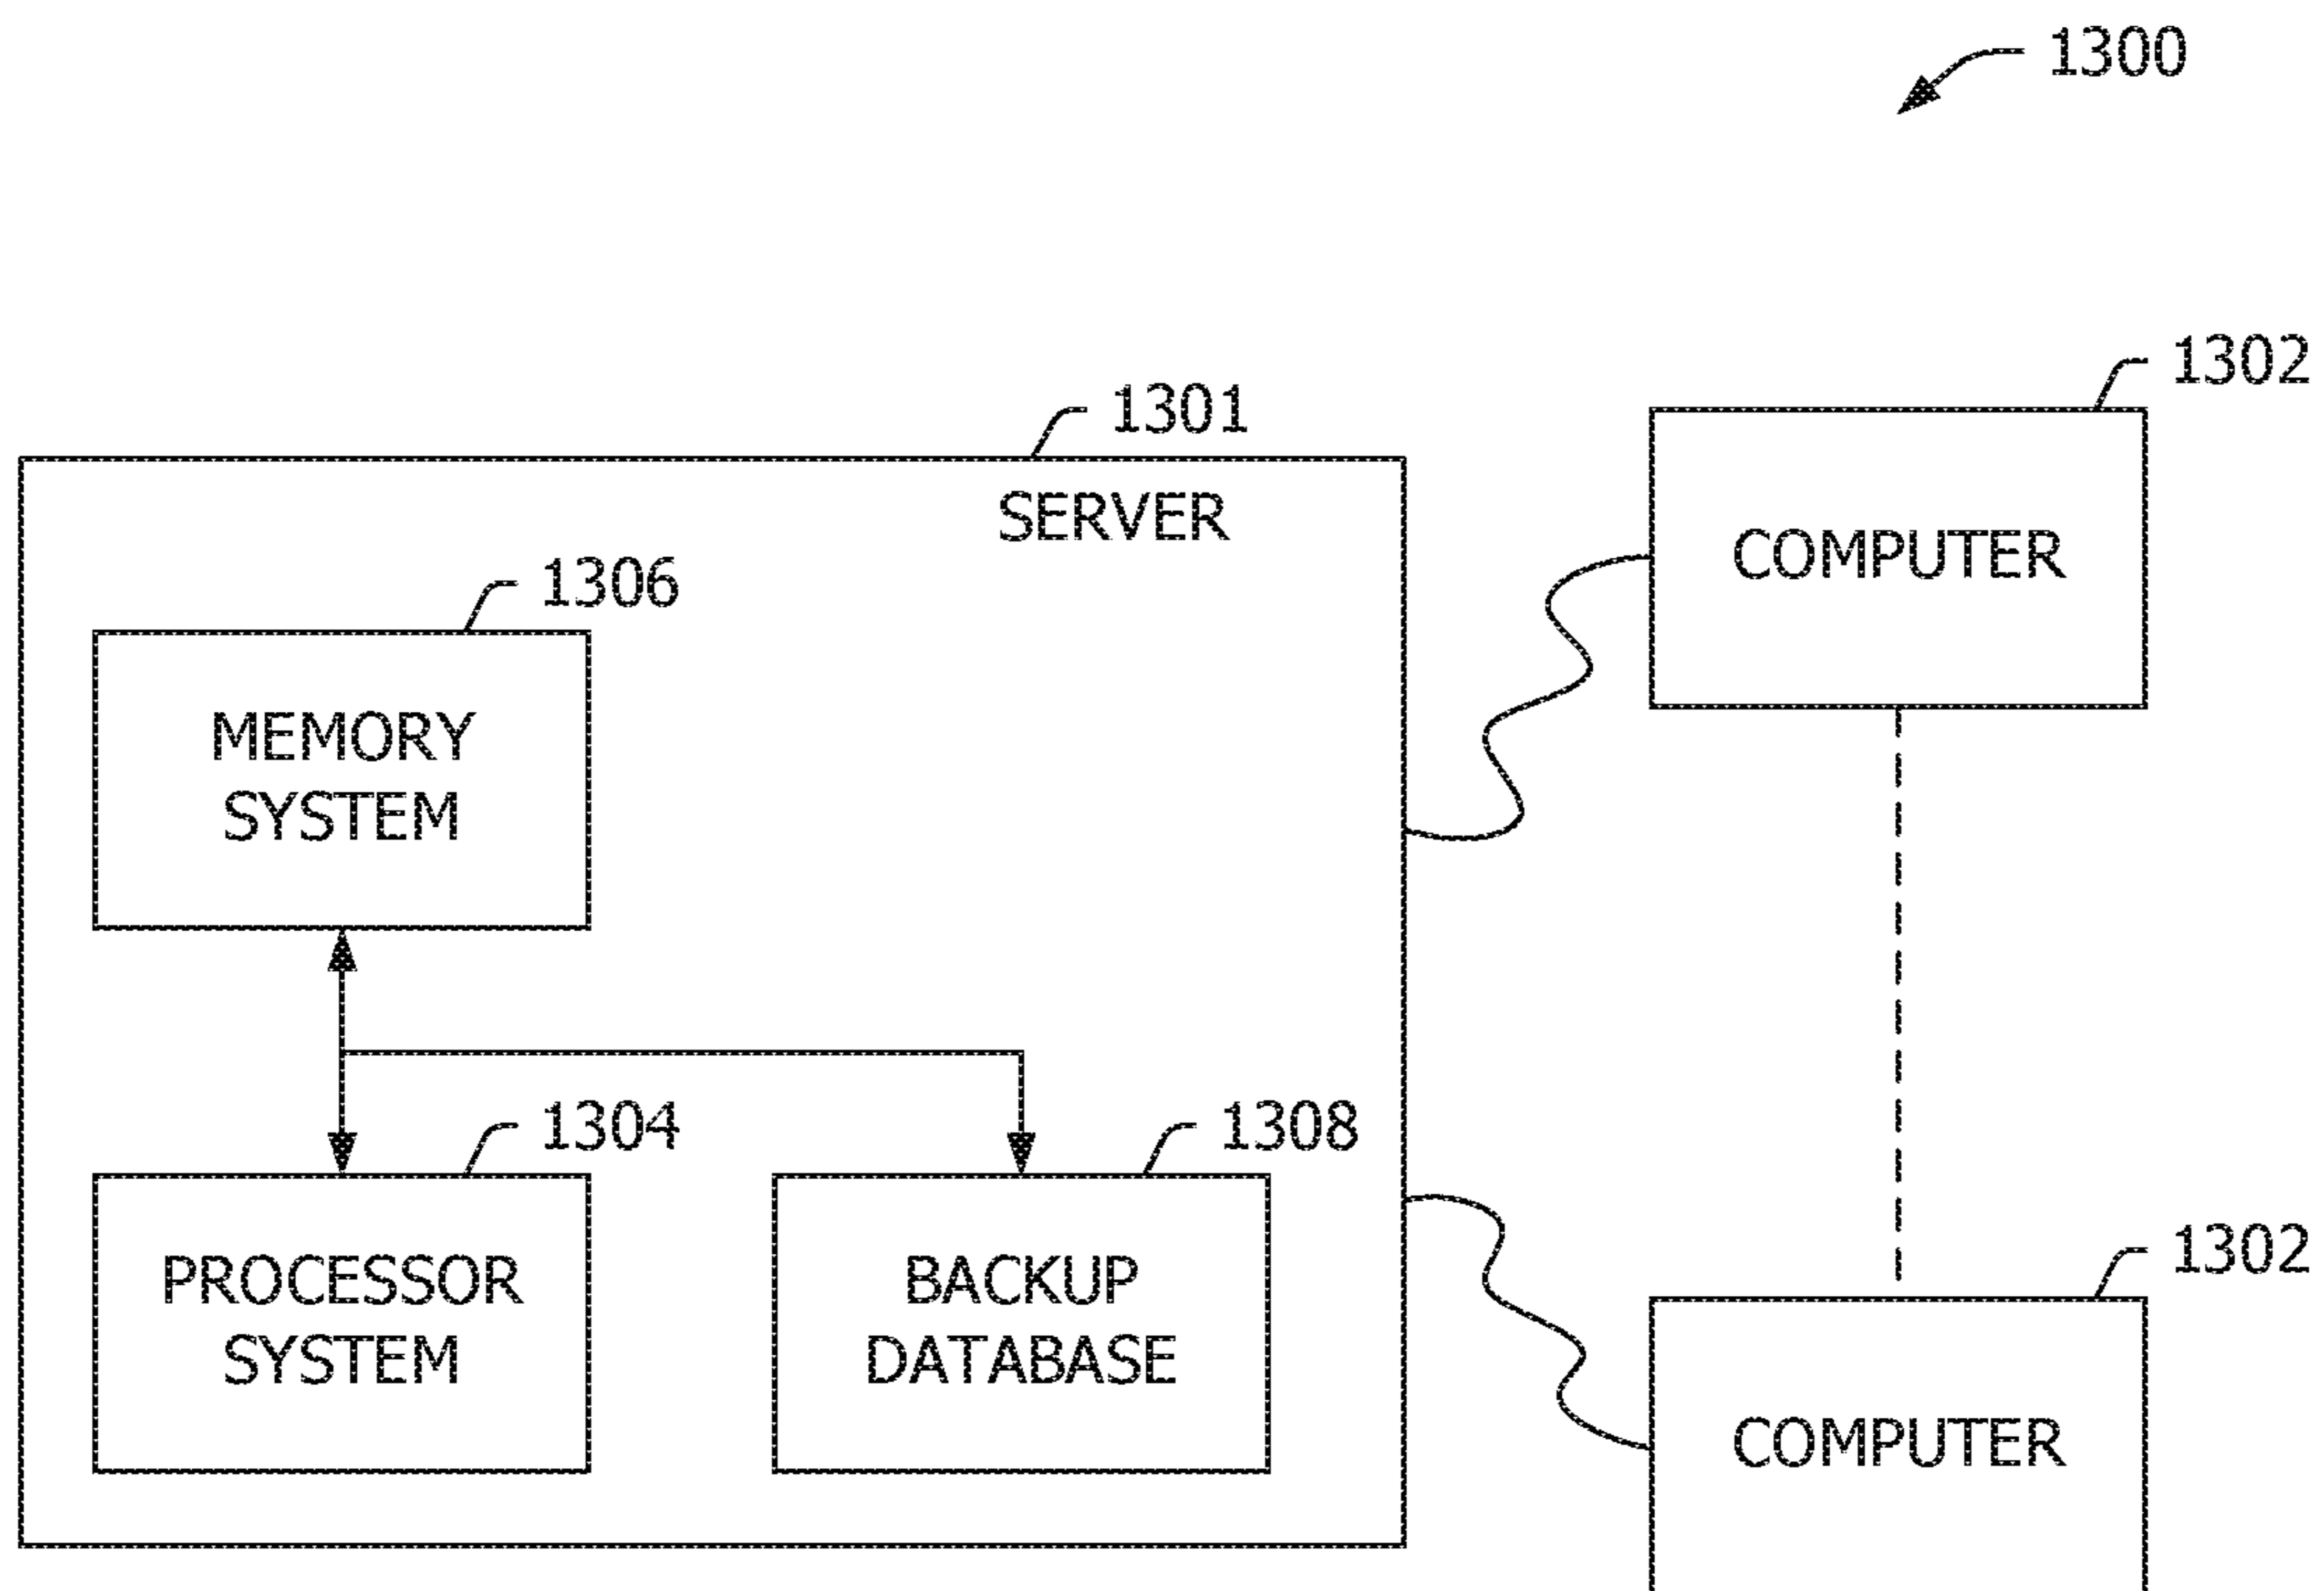 1300
1302
1301
SERVER
COMPUTER
1306
MEMORY
SYSTEM
1304
1308
1302
PROCESSOR
SYSTEM
BACKUP
DATABASE
COMPUTER